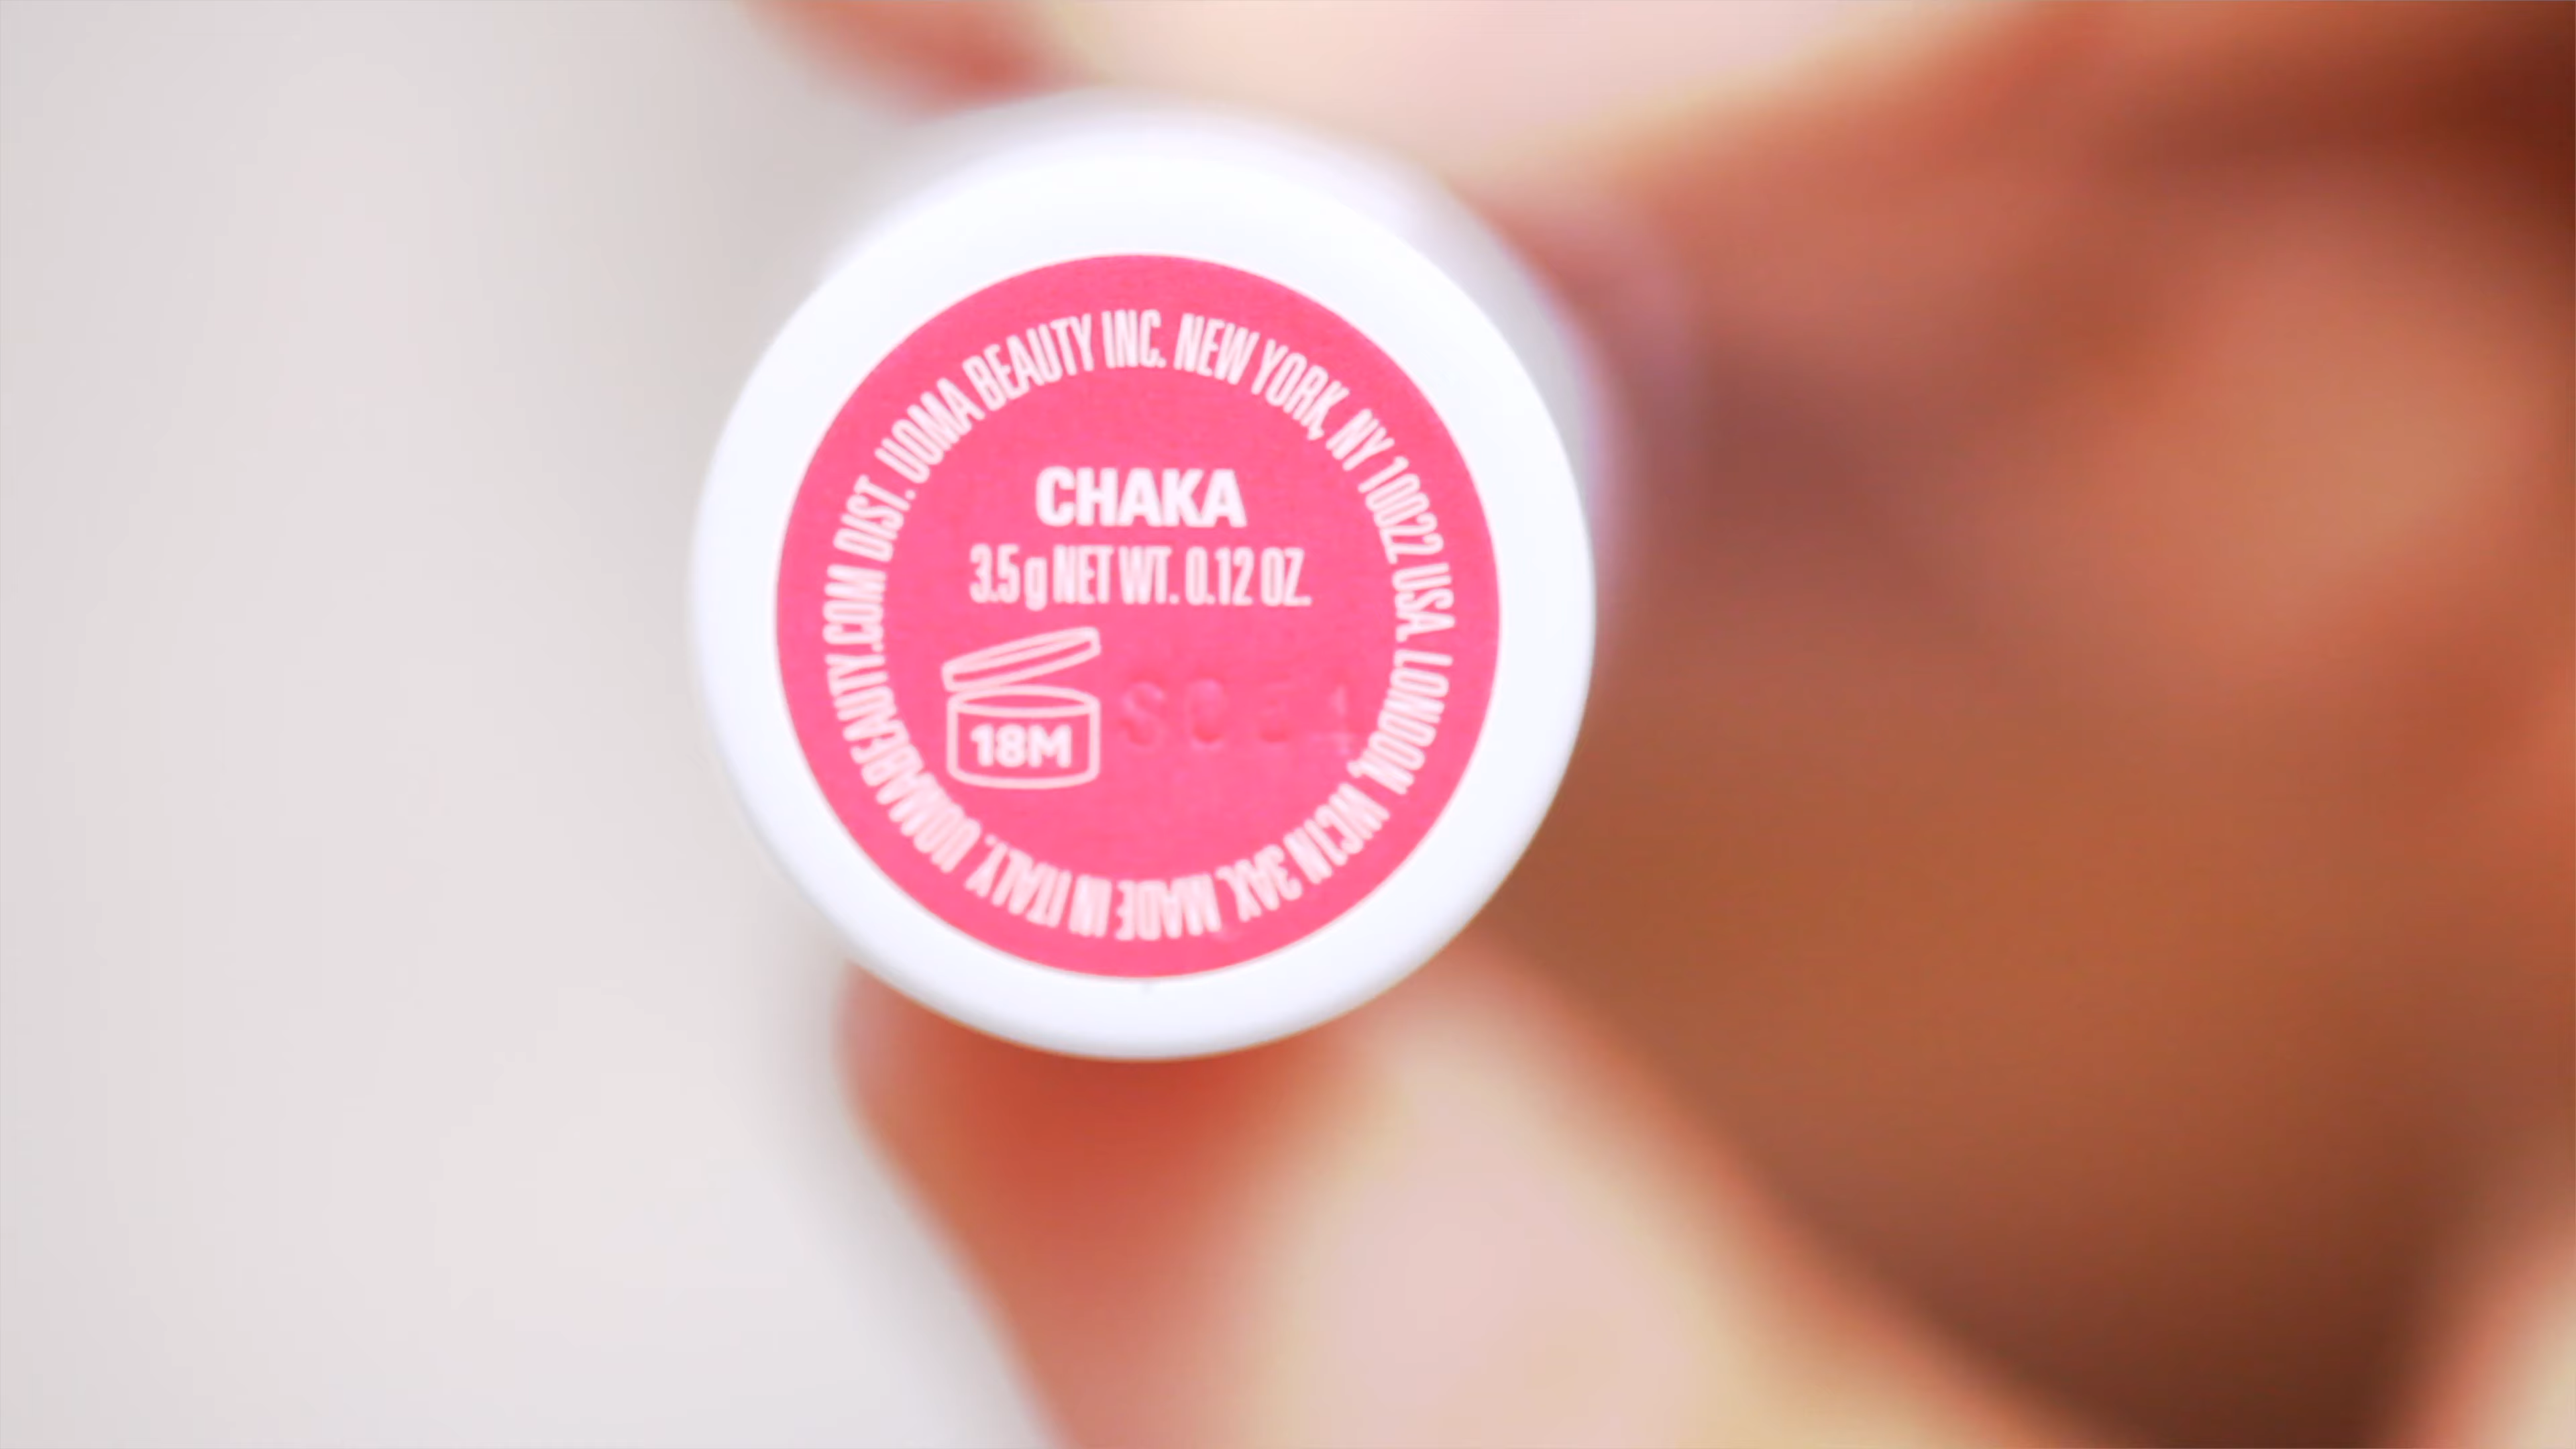 DIST. UOMA BEAUTY INC. NEW YORK, NY 10022 USA LONDON, WC1N 3AX MADE IN ITALY. UOMABEAUTY.COM
CHAKA
3.5 g NET WT. 0.12 OZ.
18M